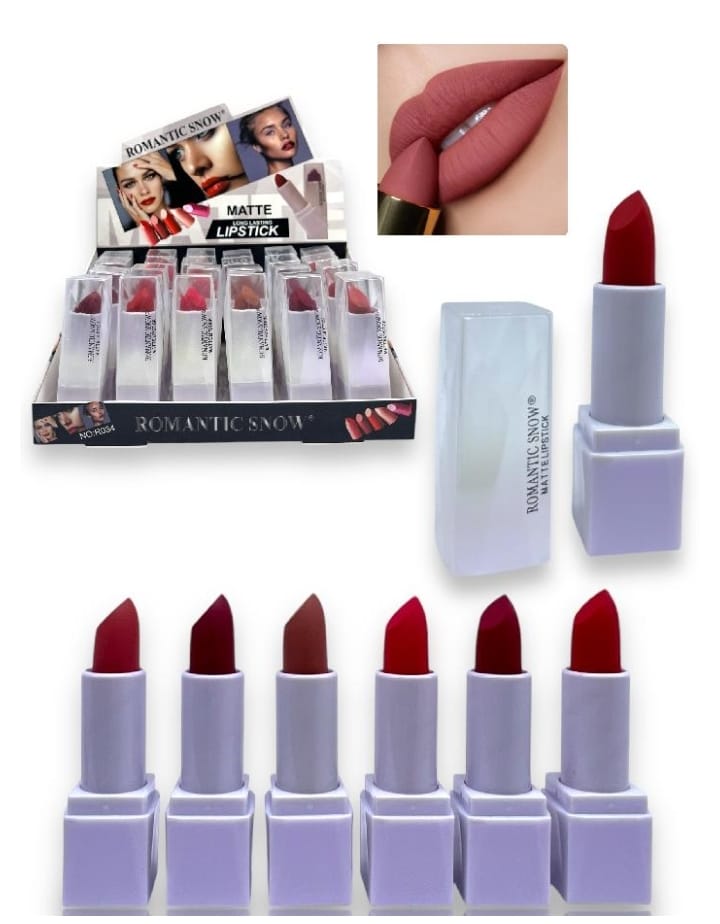 ROMANTIC SNOW®
MATTE
LONG LASTING
LIPSTICK
NO:R034
ROMANTIC SNOW®
ROMANTIC SNOW®
MATTE LIPSTICK